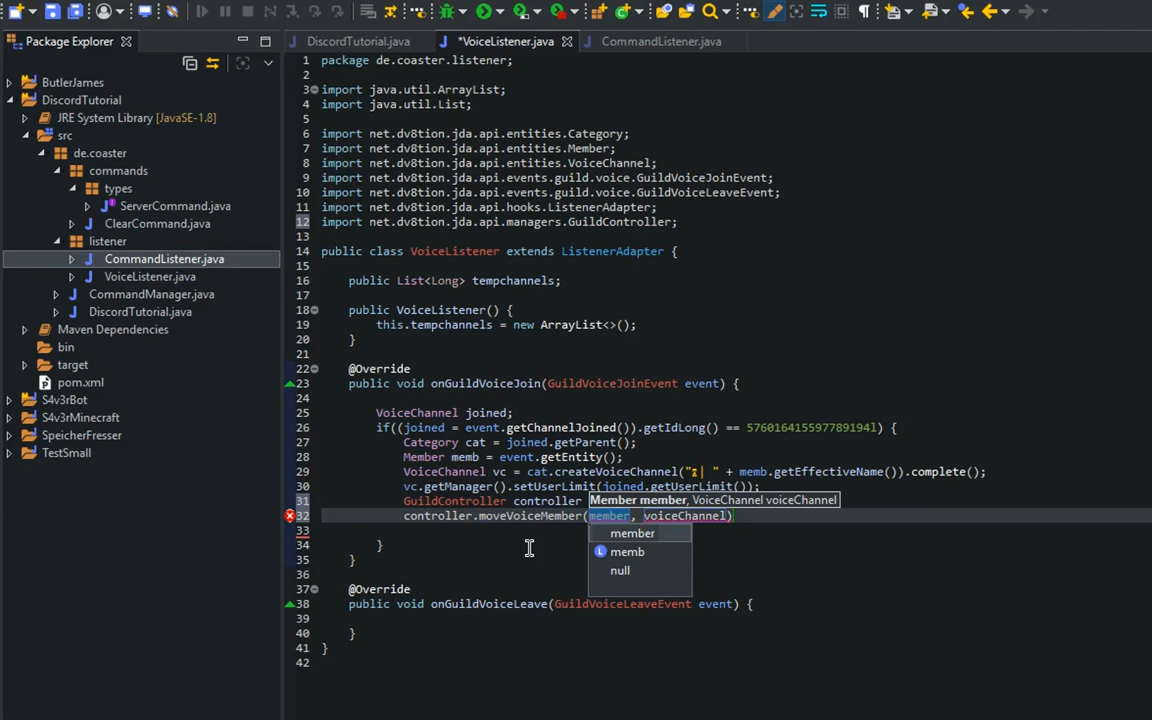 Package Explorer
DiscordTutorial.java
*VoiceListener.java
CommandListener.java
ButlerJames
DiscordTutorial
JRE System Library [JavaSE-1.8]
src
de.coaster
commands
types
ServerCommand.java
ClearCommand.java
listener
CommandListener.java
VoiceListener.java
CommandManager.java
DiscordTutorial.java
Maven Dependencies
bin
target
pom.xml
S4v3rBot
S4v3rMinecraft
SpeicherFresser
TestSmall
1 package de.coaster.listener;
2
3 import java.util.ArrayList;
4 import java.util.List;
5
6 import net.dv8tion.jda.api.entities.Category;
7 import net.dv8tion.jda.api.entities.Member;
8 import net.dv8tion.jda.api.entities.VoiceChannel;
9 import net.dv8tion.jda.api.events.guild.voice.GuildVoiceJoinEvent;
10 import net.dv8tion.jda.api.events.guild.voice.GuildVoiceLeaveEvent;
11 import net.dv8tion.jda.api.hooks.ListenerAdapter;
12 import net.dv8tion.jda.api.managers.GuildController;
13
14 public class VoiceListener extends ListenerAdapter {
15
16 public List<Long> tempchannels;
17
18 public VoiceListener() {
19 this.tempchannels = new ArrayList<>();
20 }
21
22 @Override
23 public void onGuildVoiceJoin(GuildVoiceJoinEvent event) {
24
25 VoiceChannel joined;
26 if((joined = event.getChannelJoined()).getIdLong() == 576016415597789194l) {
27 Category cat = joined.getParent();
28 Member memb = event.getEntity();
29 VoiceChannel vc = cat.createVoiceChannel("⏳| " + memb.getEffectiveName()).complete();
30 vc.getManager().setUserLimit(joined.getUserLimit());
31 GuildController controller
Member member, VoiceChannel voiceChannel
32 controller.moveVoiceMember(member, voiceChannel)
33
member
34 }
memb
35 }
null
36
37 @Override
38 public void onGuildVoiceLeave(GuildVoiceLeaveEvent event) {
39
40 }
41 }
42